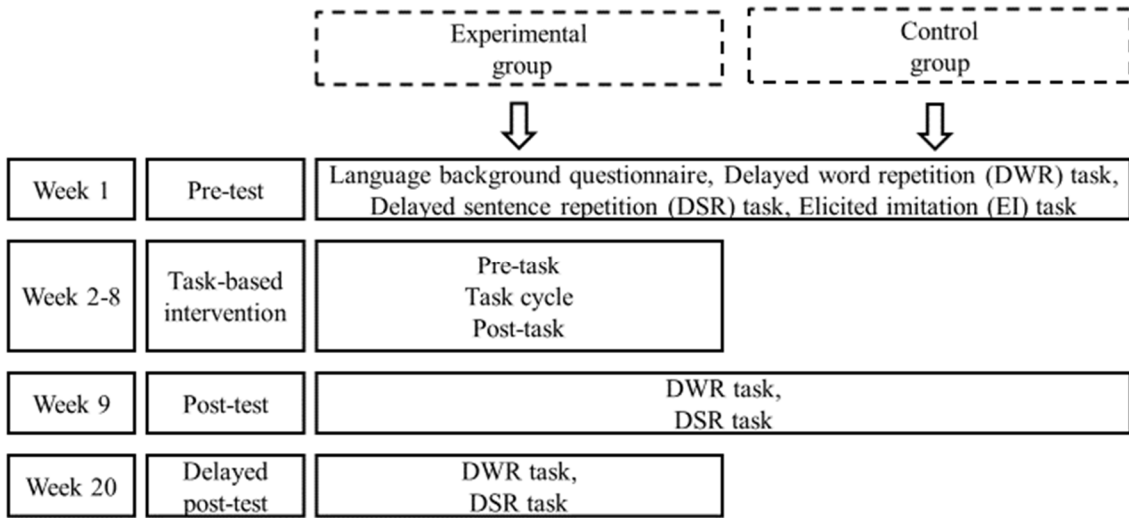 Experimental
group
Control
group
Week 1
Pre-test
Language background questionnaire, Delayed word repetition (DWR) task,
Delayed sentence repetition (DSR) task, Elicited imitation (EI) task
Week 2-8
Task-based
intervention
Pre-task
Task cycle
Post-task
Week 9
Post-test
DWR task,
DSR task
Week 20
Delayed
post-test
DWR task,
DSR task